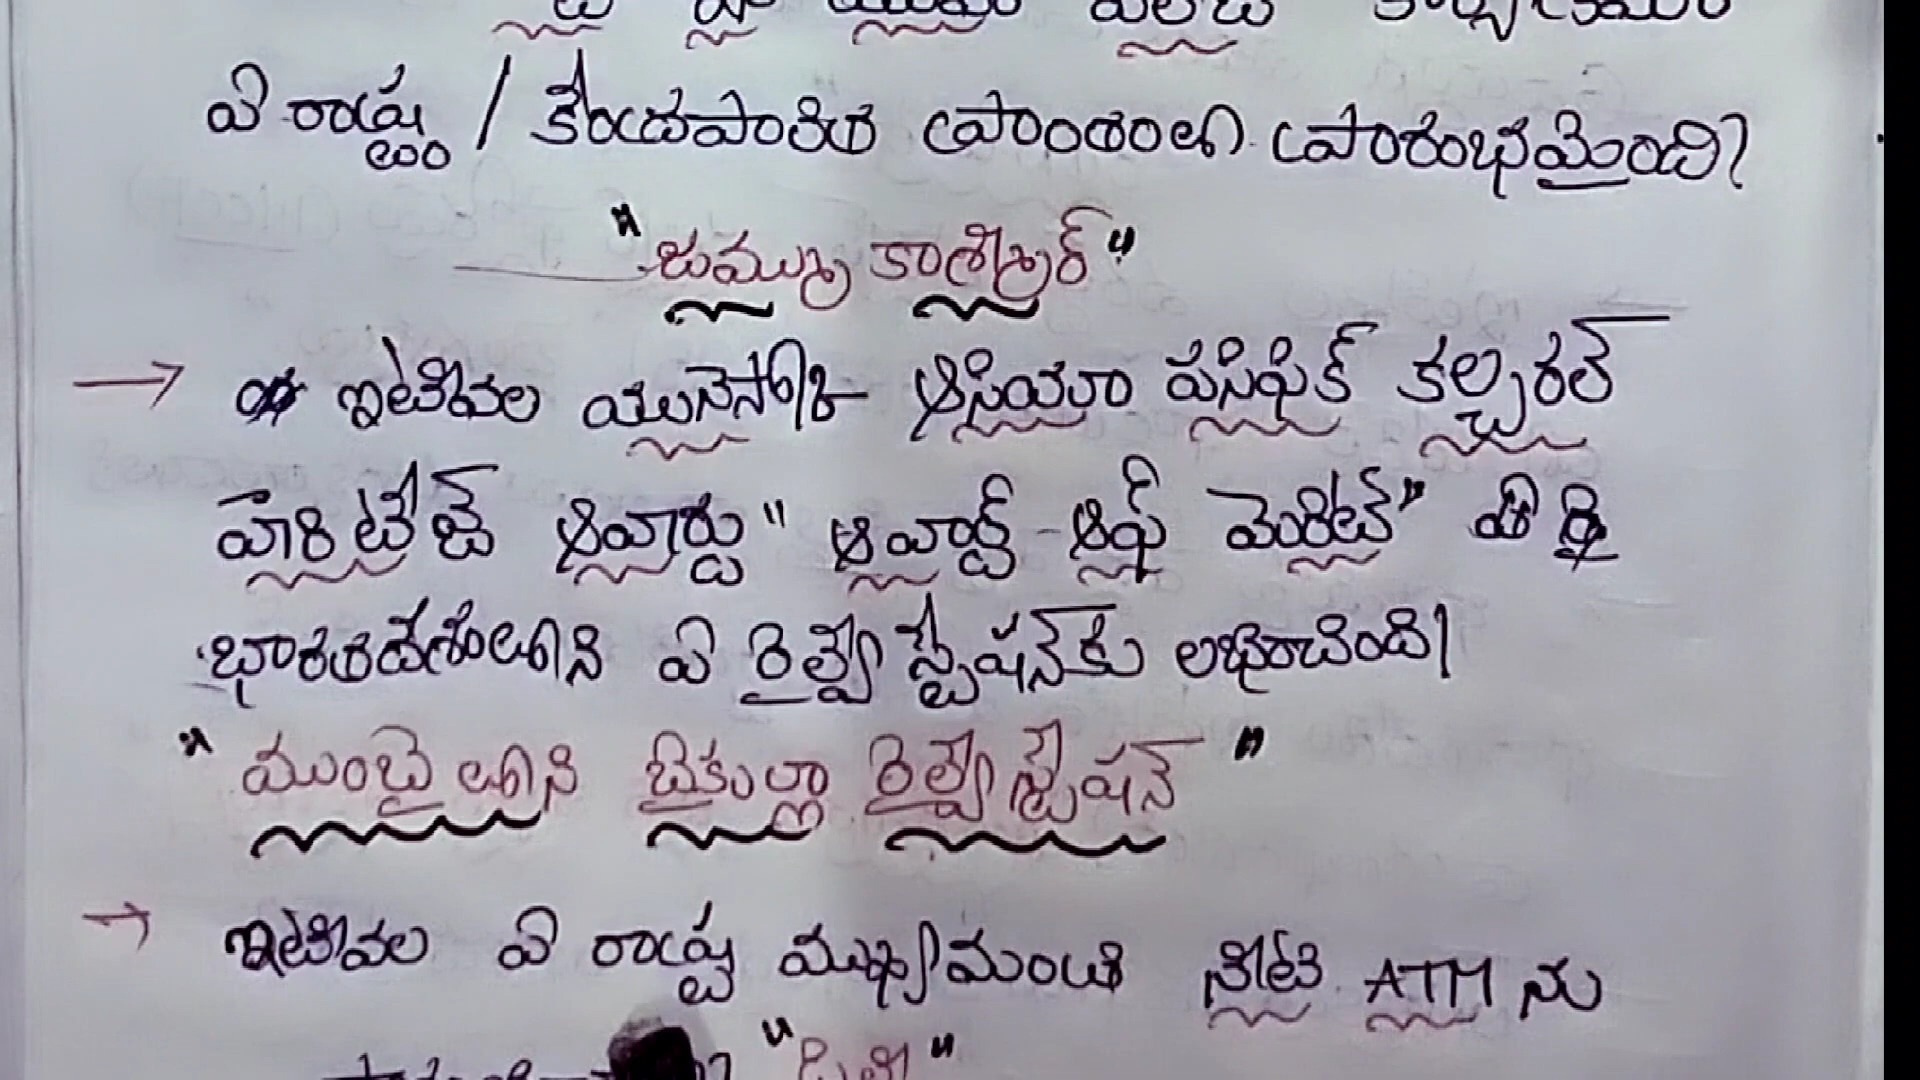 ఏ రాష్ట్రం / కేంద్రపాలిత ప్రాంతంలో ప్రారంభమైంది?
"జమ్ము కాశ్మీర్"
→ ఇటీవల యునెస్కో ఆసియా పసిఫిక్ కల్చరల్
హెరిటేజ్ అవార్డు "అవార్డ్ ఆఫ్ మెరిట్"
భారతదేశంలోని ఏ రైల్వే స్టేషన్‌కు లభించింది?
"ముంబై లోని బైకుల్లా రైల్వే స్టేషన్"
→ ఇటీవల ఏ రాష్ట్ర ముఖ్యమంత్రి నీటి ATM ను